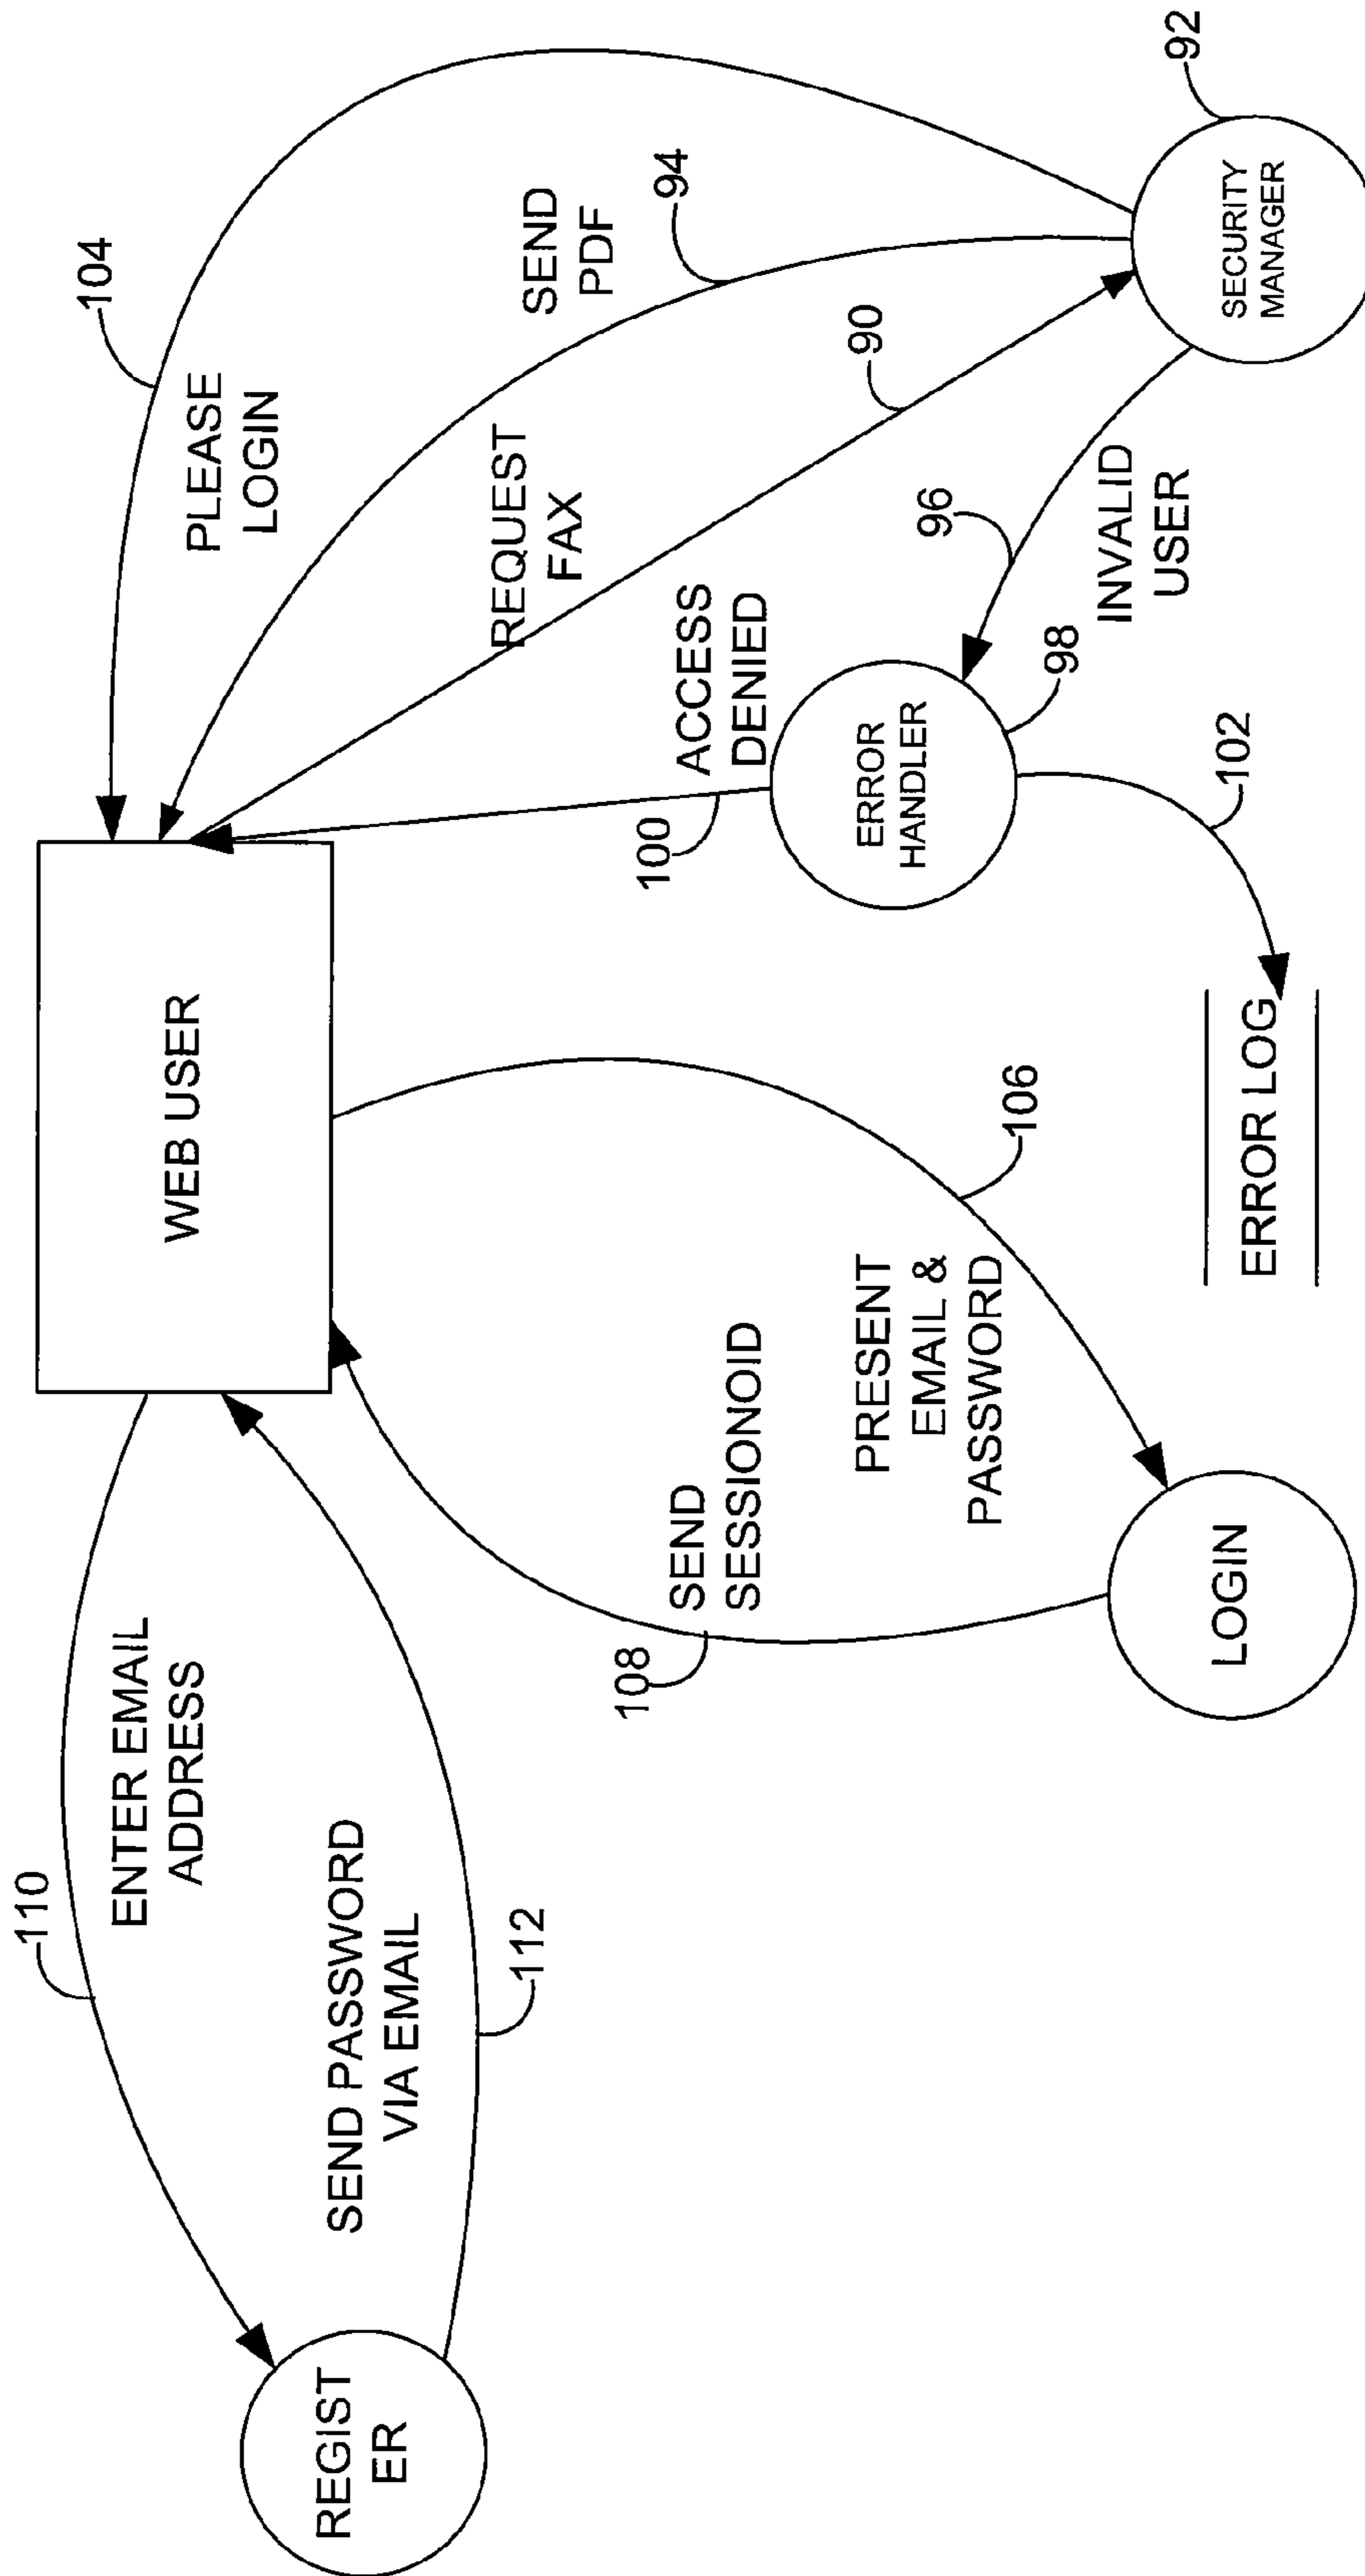 110
104
ENTER EMAIL
ADDRESS
WEB USER
PLEASE
LOGIN
REGIST
ER
SEND PASSWORD
VIA EMAIL
112
REQUEST
FAX
SEND
PDF
94
108
SEND
SESSIONOID
100
ACCESS
DENIED
90
PRESENT
EMAIL &
PASSWORD
ERROR
HANDLER
96
106
98
INVALID
USER
92
LOGIN
ERROR LOG
102
SECURITY
MANAGER